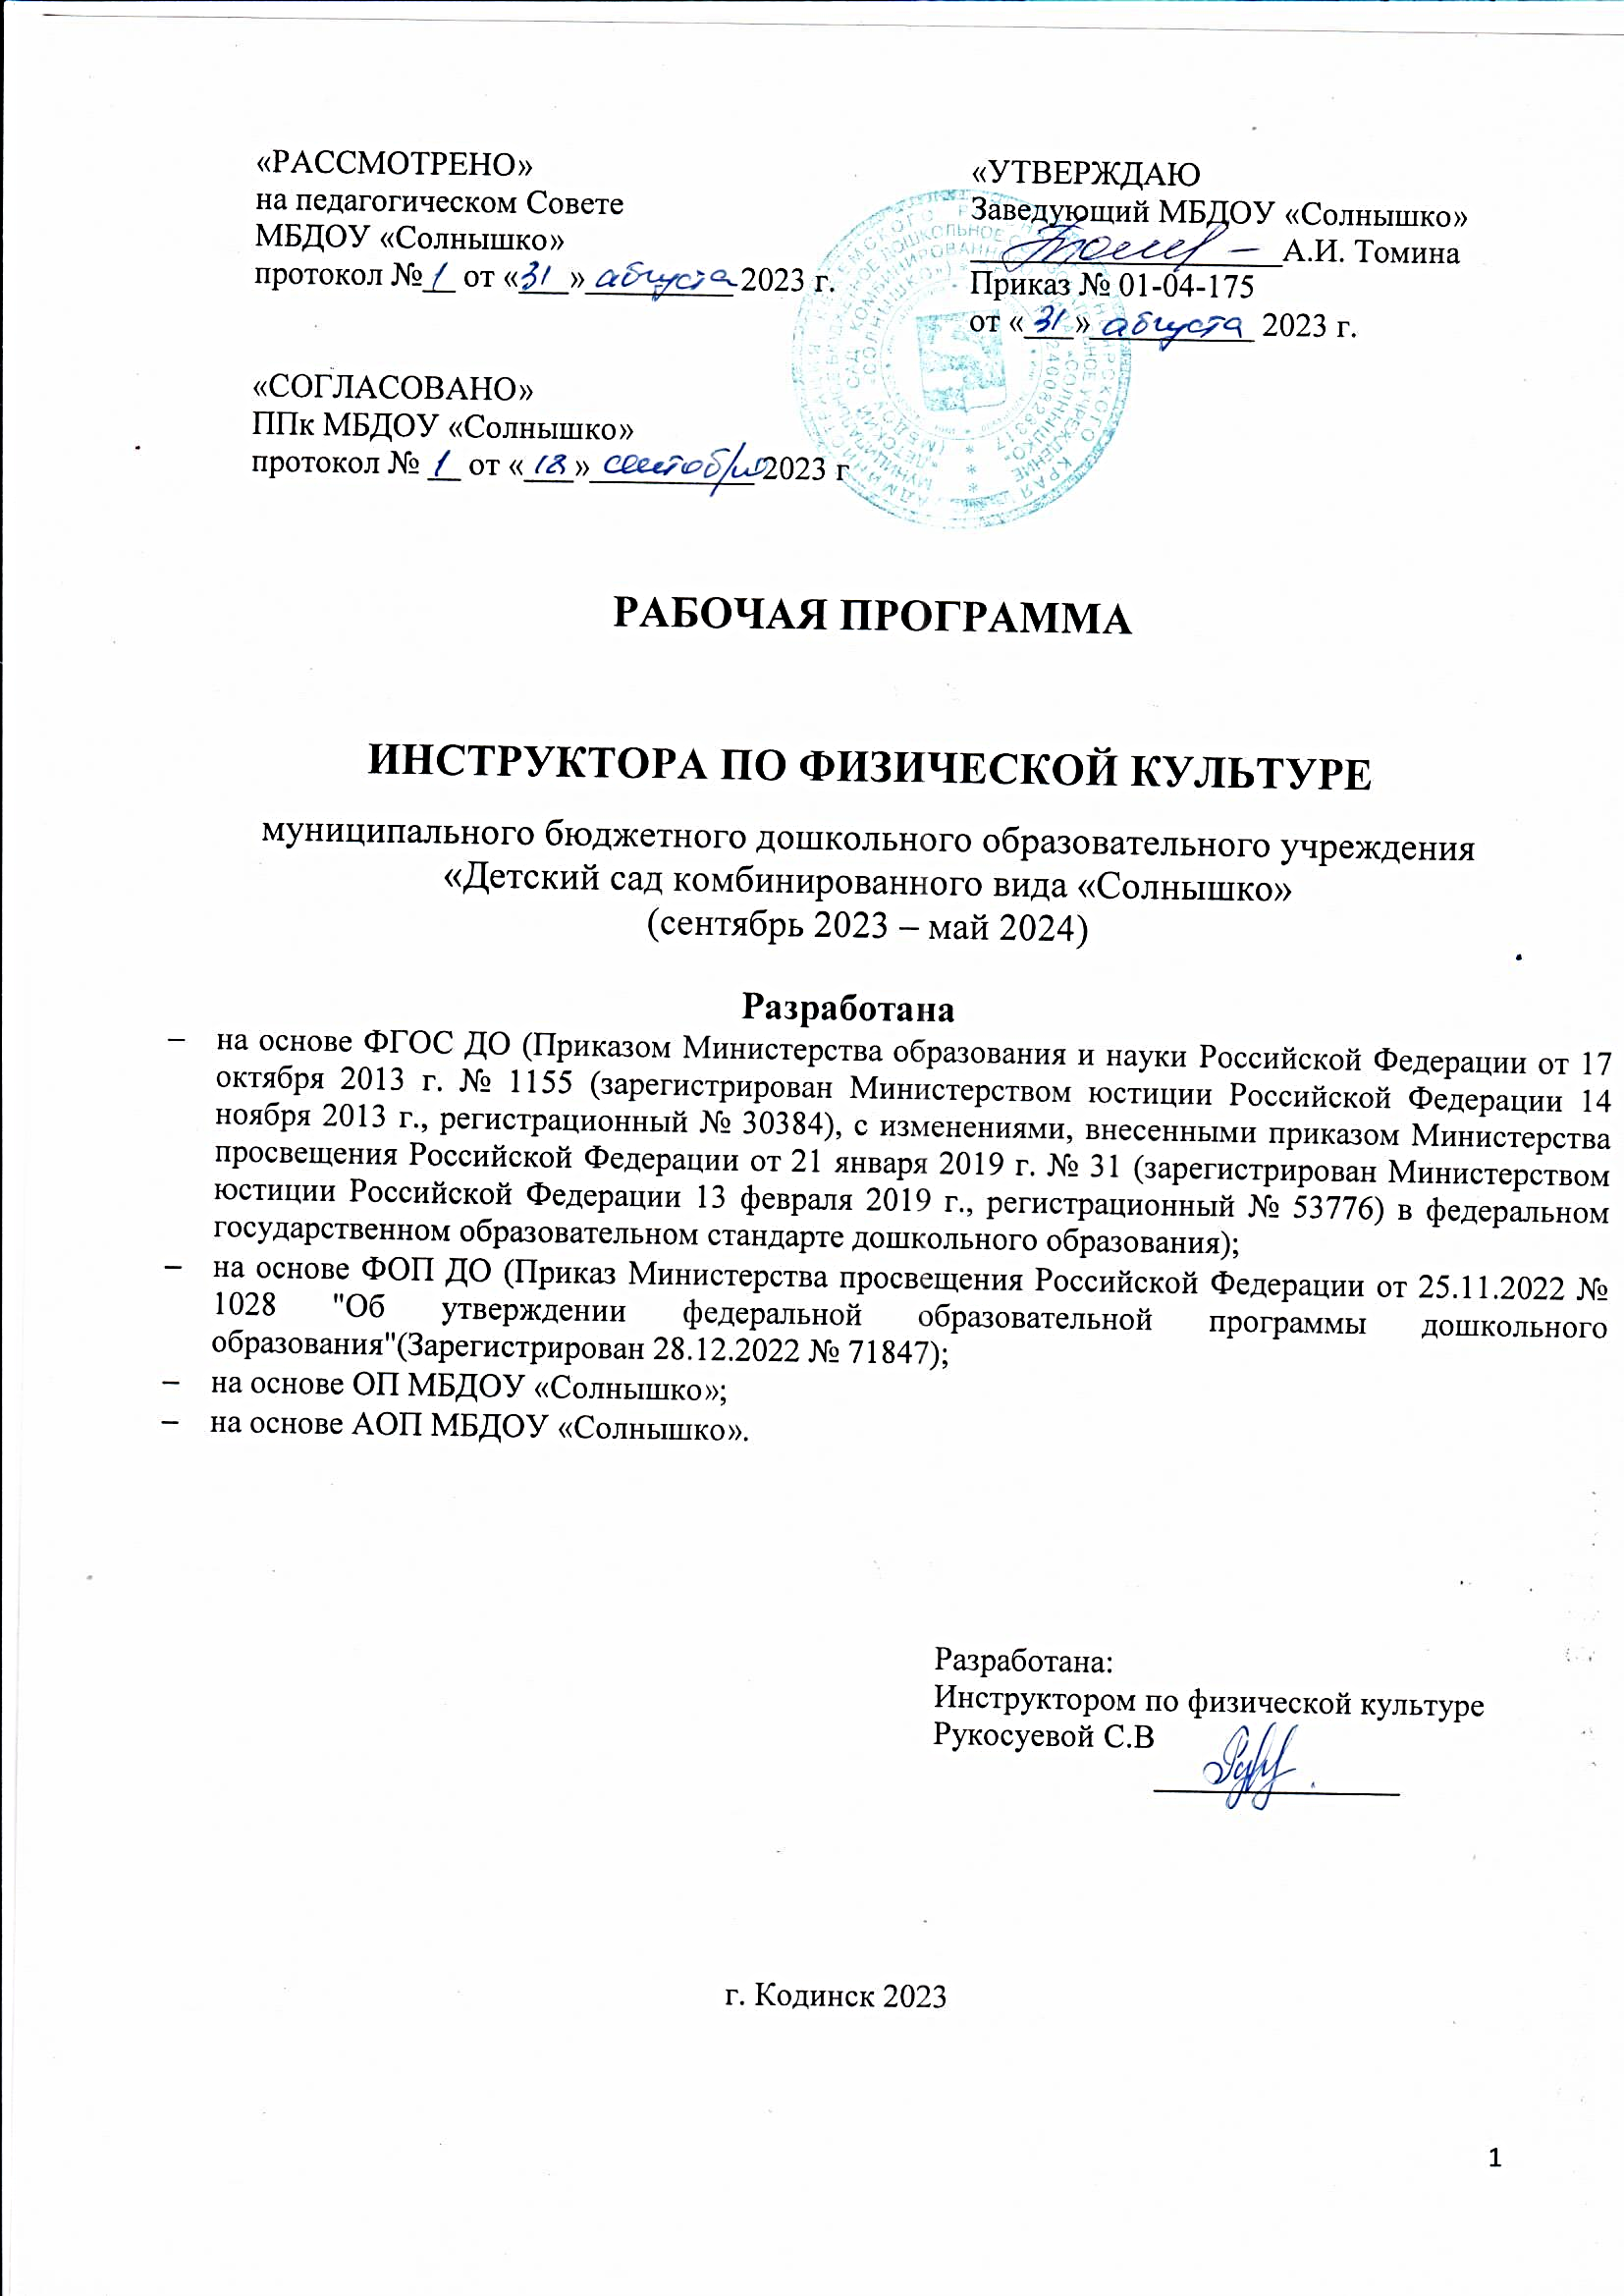 «РАССМОТРЕНО»
на педагогическом Совете
МБДОУ «Солнышко»
протокол № 1 от «31» августа 2023 г.
«УТВЕРЖДАЮ
Заведующий МБДОУ «Солнышко»
А.И. Томина
Приказ № 01-04-175
от «31» августа 2023 г.
«СОГЛАСОВАНО»
ППк МБДОУ «Солнышко»
протокол № 1 от «18» сентября 2023 г
РАБОЧАЯ ПРОГРАММА
ИНСТРУКТОРА ПО ФИЗИЧЕСКОЙ КУЛЬТУРЕ
муниципального бюджетного дошкольного образовательного учреждения
«Детский сад комбинированного вида «Солнышко»
(сентябрь 2023 – май 2024)
Разработана
– на основе ФГОС ДО (Приказом Министерства образования и науки Российской Федерации от 17
октября 2013 г. № 1155 (зарегистрирован Министерством юстиции Российской Федерации 14
ноября 2013 г., регистрационный № 30384), с изменениями, внесенными приказом Министерства
просвещения Российской Федерации от 21 января 2019 г. № 31 (зарегистрирован Министерством
юстиции Российской Федерации 13 февраля 2019 г., регистрационный № 53776) в федеральном
государственном образовательном стандарте дошкольного образования);
– на основе ФОП ДО (Приказ Министерства просвещения Российской Федерации от 25.11.2022 №
1028 "Об утверждении федеральной образовательной программы дошкольного
образования"(Зарегистрирован 28.12.2022 № 71847);
– на основе ОП МБДОУ «Солнышко»;
– на основе АОП МБДОУ «Солнышко».
Разработана:
Инструктором по физической культуре
Рукосуевой С.В
г. Кодинск 2023
1